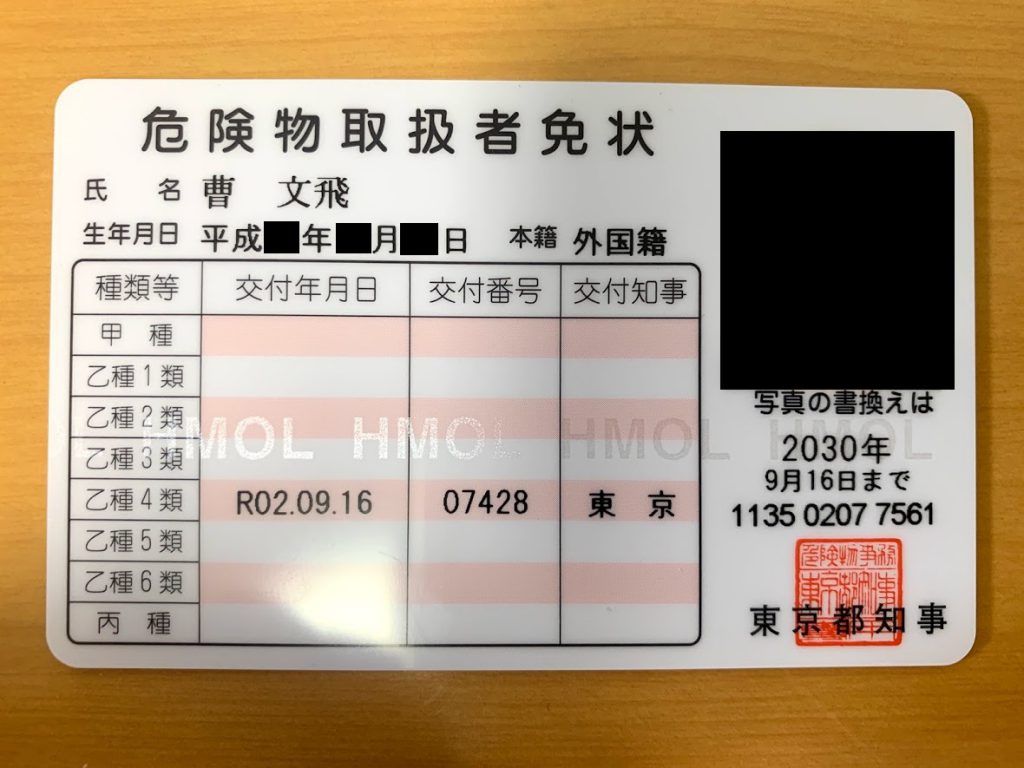 危険物取扱者免状
氏 名 曹 文飛
生年月日 平成 年 月 日 本籍 外国籍
種類等 交付年月日 交付番号 交付知事
甲 種
乙種1類
乙種2類
乙種3類
HMOL HMOL HMOL HMOL
乙種4類 R02.09.16 07428 東 京
乙種5類
乙種6類
丙 種
写真の書換えは
2030年
9月16日まで
1135 0207 7561
東京都知事